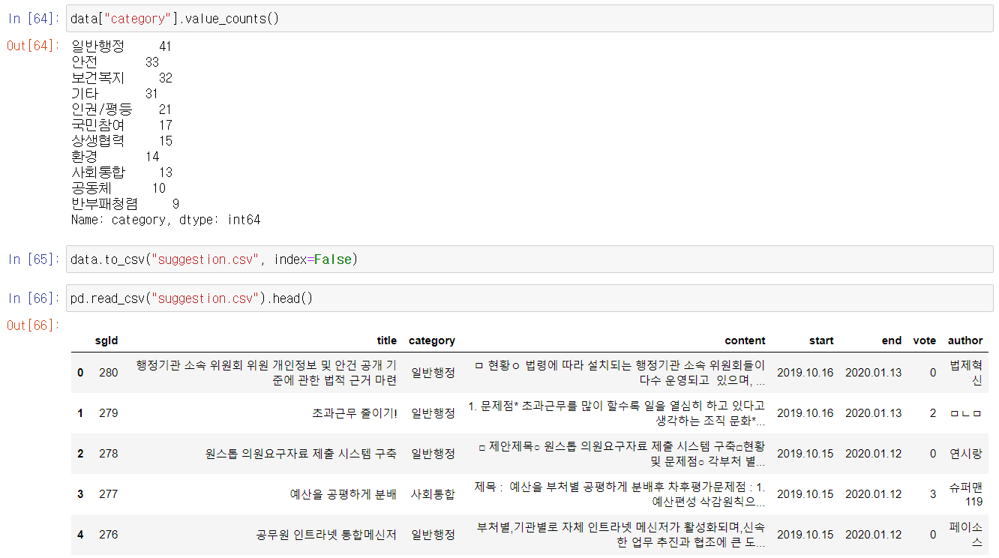 In [64]: data["category"].value_counts()
Out[64]: 일반행정 41
안전 33
보건복지 32
기타 31
인권/평등 21
국민참여 17
상생협력 15
환경 14
사회통합 13
공동체 10
반부패청렴 9
Name: category, dtype: int64
In [65]: data.to_csv("suggestion.csv", index=False)
In [66]: pd.read_csv("suggestion.csv").head()
Out[66]:
sgId title category content start end vote author
0 280 행정기관 소속 위원회 위원 개인정보 및 안건 공개 기 일반행정 ㅁ 현황ㅇ 법령에 따라 설치되는 행정기관 소속 위원회들이 2019.10.16 2020.01.13 0 법제혁
준에 관한 법적 근거 마련 다수 운영되고 있으며, ... 신
1 279 초과근무 줄이기! 일반행정 1. 문제점* 초과근무를 많이 할수록 일을 열심히 하고 있다고 2019.10.16 2020.01.13 2 ㅁㄴㅁ
생각하는 조직 문화*...
2 278 원스톱 의원요구자료 제출 시스템 구축 일반행정 □ 제안제목○ 원스톱 의원요구자료 제출 시스템 구축□현황 2019.10.15 2020.01.12 0 연시랑
및 문제점○ 각부처 별...
3 277 예산을 공평하게 분배 사회통합 제목 : 예산을 부처별 공평하게 분배후 차후평가문제점 : 1. 2019.10.15 2020.01.12 3 슈퍼맨
예산편성 삭감원칙으... 119
4 276 공무원 인트라넷 통합메신저 일반행정 부처별,기관별로 자체 인트라넷 메신저가 활성화되며,신속 2019.10.15 2020.01.12 0 페이소
한 업무 추진과 협조에 큰 도... 스